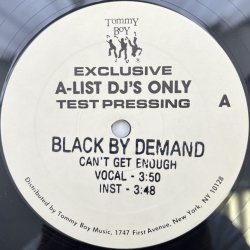 TOMMY
BOY
EXCLUSIVE
A-LIST DJ'S ONLY
TEST PRESSING
A
BLACK BY DEMAND
CAN'T GET ENOUGH
VOCAL - 3:50
INST - 3:48
Distributed by Tommy Boy Music, 1747 First Avenue, New York, NY 10128